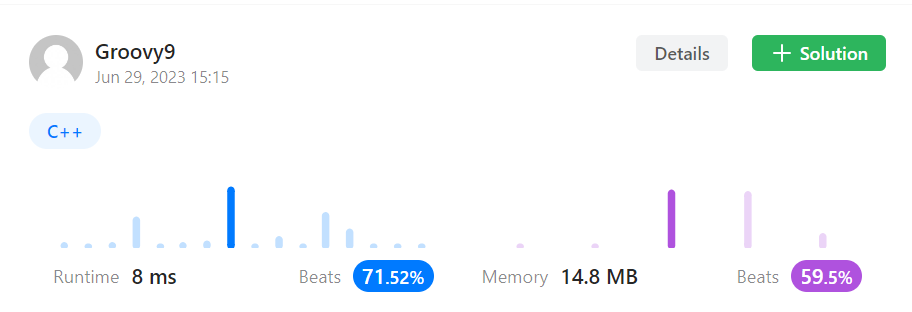 Groovy9
Jun 29, 2023 15:15
Details
+ Solution
C++
Runtime 8 ms Beats 71.52%
Memory 14.8 MB Beats 59.5%